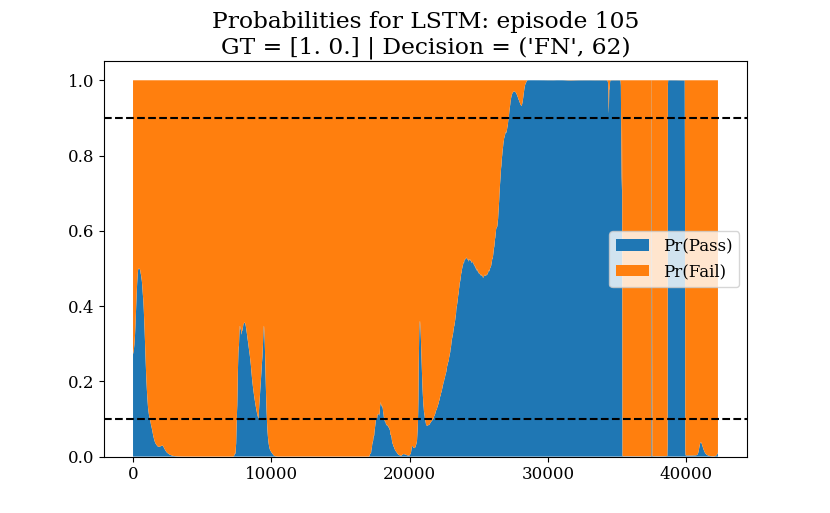 Probabilities for LSTM: episode 105
GT = [1. 0.] | Decision = ('FN', 62)
1.0
0.8
0.6
0.4
0.2
0.0
Pr(Pass)
Pr(Fail)
0
10000
20000
30000
40000